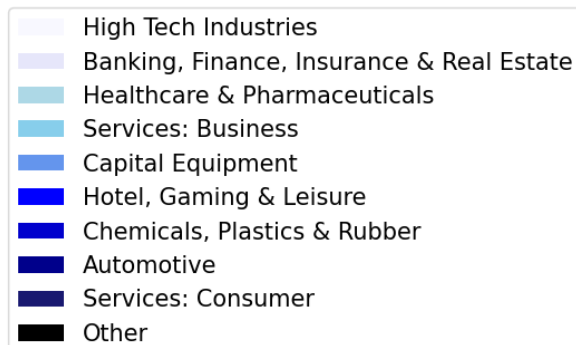 High Tech Industries
Banking, Finance, Insurance & Real Estate
Healthcare & Pharmaceuticals
Services: Business
Capital Equipment
Hotel, Gaming & Leisure
Chemicals, Plastics & Rubber
Automotive
Services: Consumer
Other